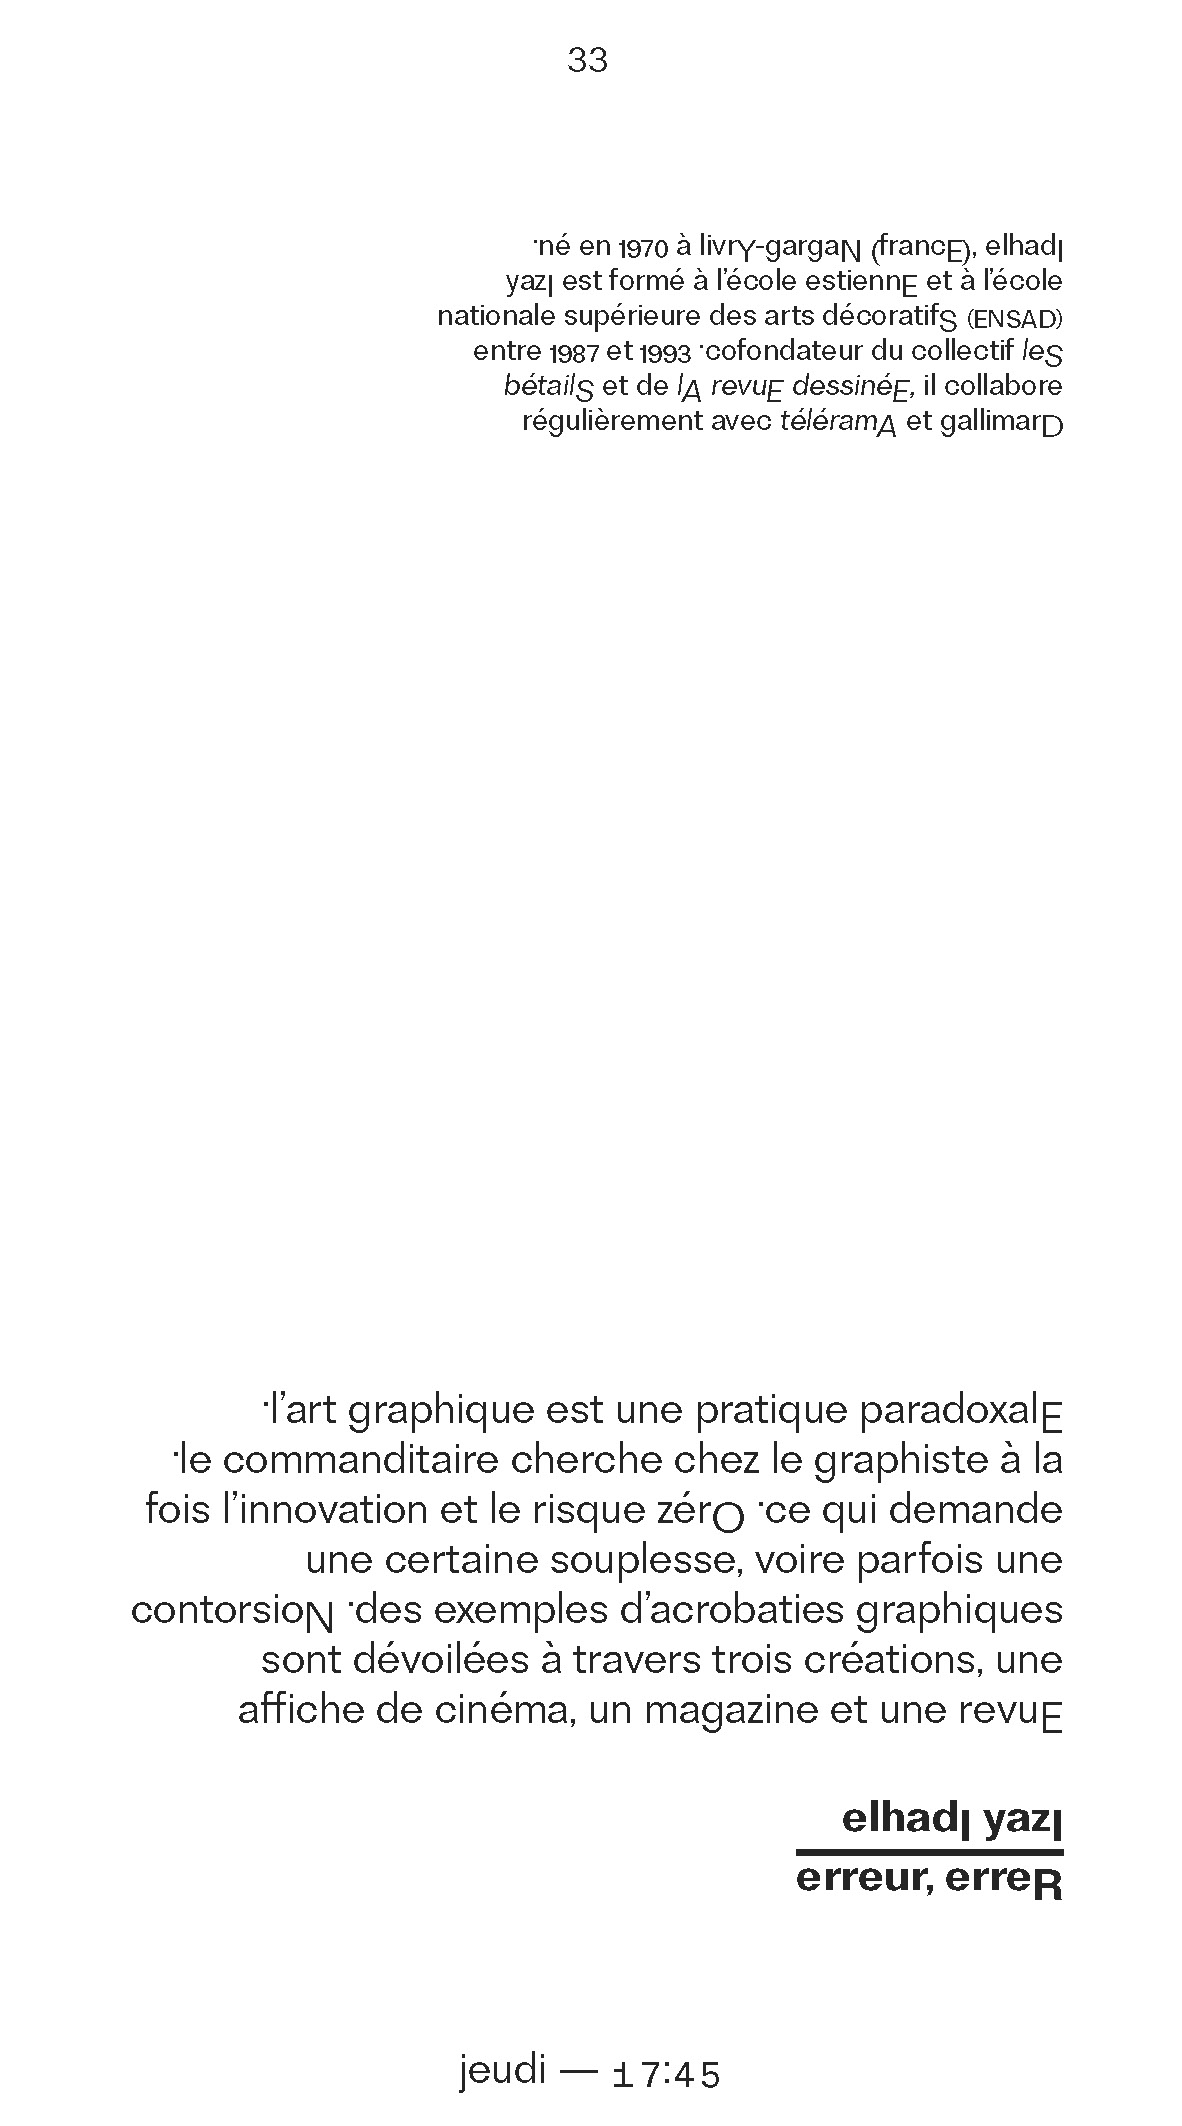 33
.né en 1970 à livrY-gargaN (francE), elhadI
yazI est formé à l’école estiennE et à l’école
nationale supérieure des arts décoratifS (ENSAD)
entre 1987 et 1993 .cofondateur du collectif leS
bétailS et de lA revuE dessinéE, il collabore
régulièrement avec téléramA et gallimarD
.l’art graphique est une pratique paradoxalE
.le commanditaire cherche chez le graphiste à la
fois l’innovation et le risque zérO .ce qui demande
une certaine souplesse, voire parfois une
contorsioN .des exemples d’acrobaties graphiques
sont dévoilées à travers trois créations, une
affiche de cinéma, un magazine et une revuE
elhadI yazI
erreur, erreR
jeudi — 17:45